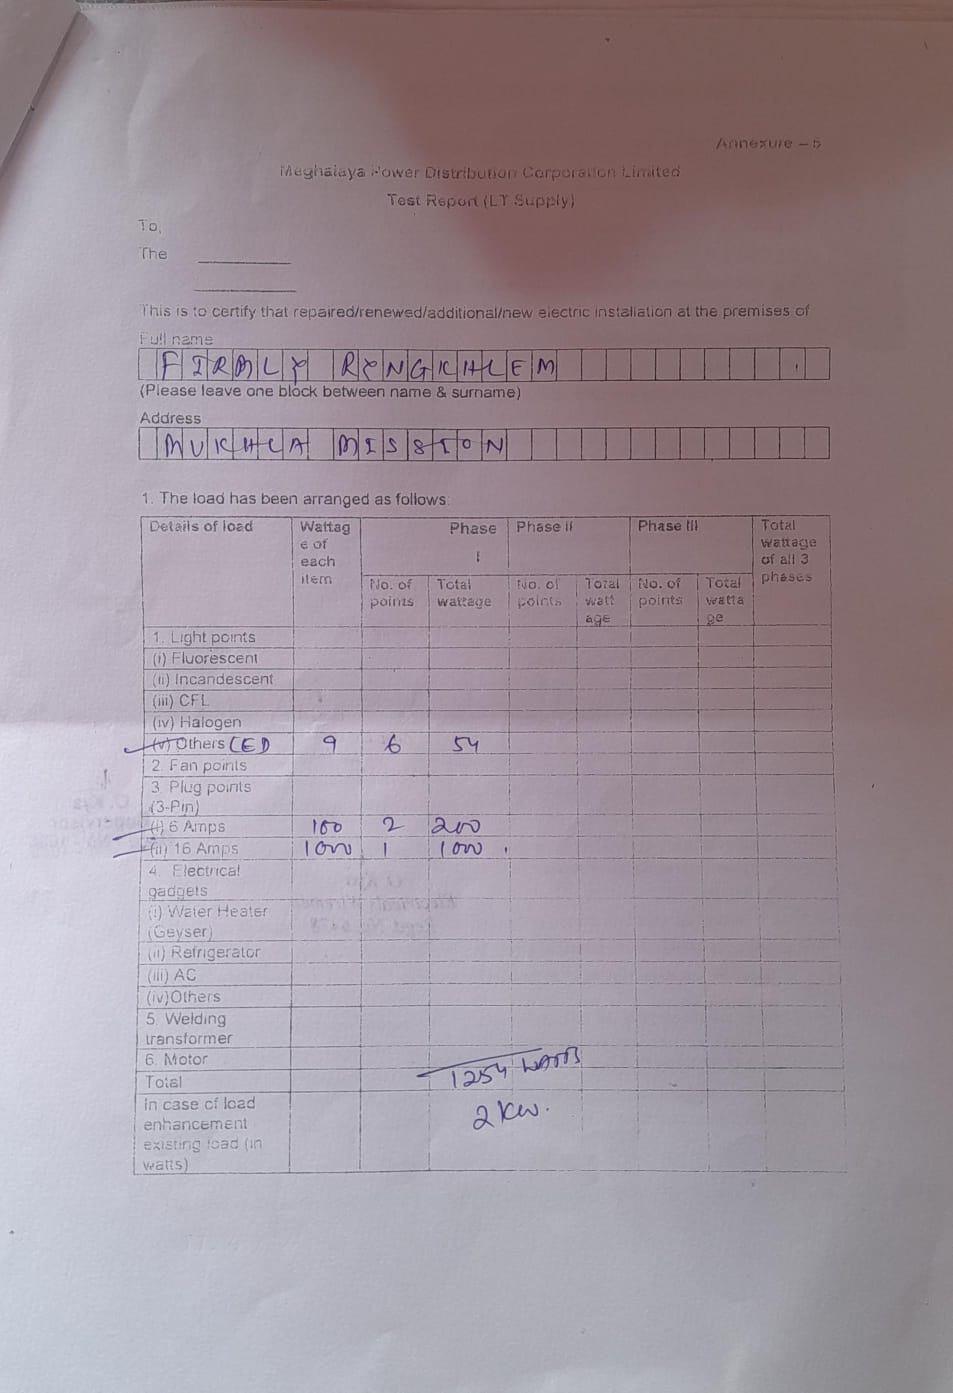 Annexure – 5
Meghalaya Power Distribution Corporation Limited
Test Report (LT Supply)
To,
The
This is to certify that repaired/renewed/additional/new electric installation at the premises of
Full name
FIRALY RYNGKHLEM
(Please leave one block between name & surname)
Address
MUKHLA MISSION
1. The load has been arranged as follows:
Details of load Wattage of each item Phase I Phase II Phase III Total wattage of all 3 phases
No. of points Total wattage No. of points Total wattage No. of points Total wattage
1. Light points
(i) Fluorescent
(ii) Incandescent
(iii) CFL
(iv) Halogen
(v) Others LED 9 6 54
2. Fan points
3. Plug points
(3-Pin)
(i) 6 Amps 100 2 200
(ii) 16 Amps 1000 1 1000
4. Electrical
gadgets
(i) Water Heater
(Geyser)
(ii) Refrigerator
(iii) AC
(iv)Others
5. Welding
transformer
6. Motor
Total 1254 watts
In case of load
enhancement 2 KW.
existing load (in
watts)